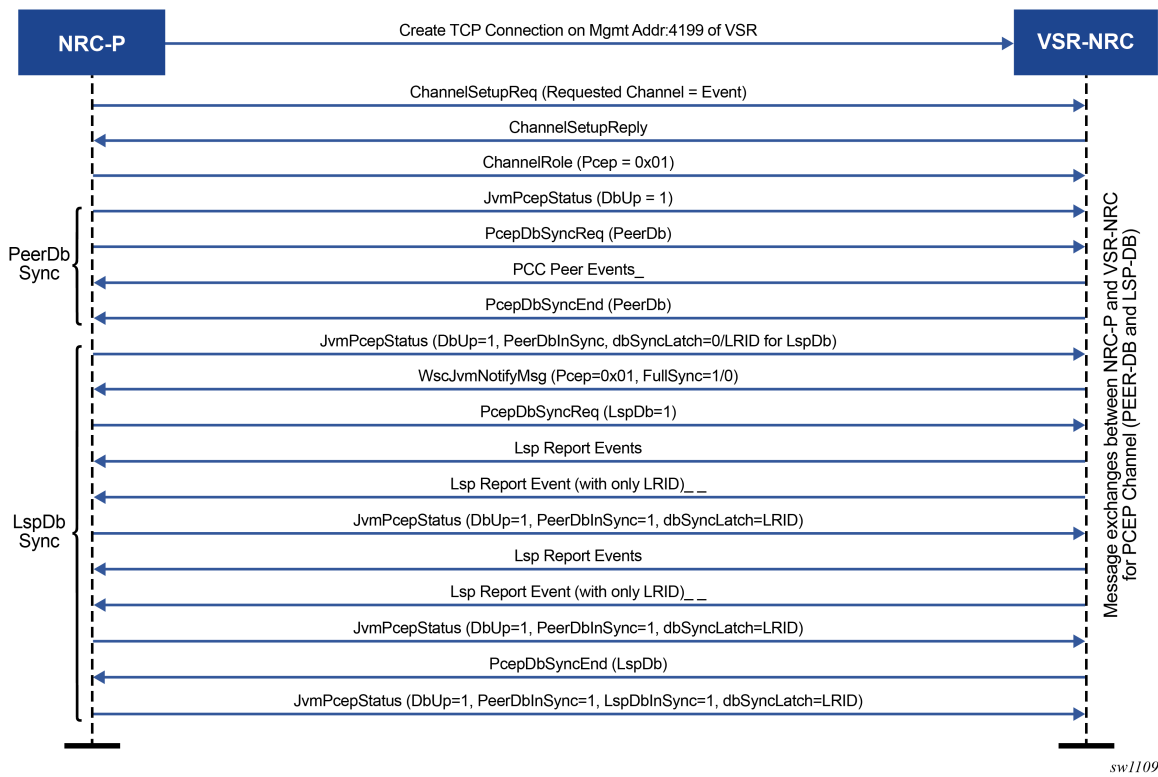 NRC-P
Create TCP Connection on Mgmt Addr:4199 of VSR
VSR-NRC
ChannelSetupReq (Requested Channel = Event)
ChannelSetupReply
ChannelRole (Pcep = 0x01)
JvmPcepStatus (DbUp = 1)
PcepDbSyncReq (PeerDb)
PeerDb
Sync
PCC Peer Events_
PcepDbSyncEnd (PeerDb)
JvmPcepStatus (DbUp=1, PeerDbInSync, dbSyncLatch=0/LRID for LspDb)
WscJvmNotifyMsg (Pcep=0x01, FullSync=1/0)
PcepDbSyncReq (LspDb=1)
Lsp Report Events
Lsp Report Event (with only LRID)_ _
LspDb
Sync
JvmPcepStatus (DbUp=1, PeerDbInSync=1, dbSyncLatch=LRID)
Lsp Report Events
Lsp Report Event (with only LRID)_ _
JvmPcepStatus (DbUp=1, PeerDbInSync=1, dbSyncLatch=LRID)
PcepDbSyncEnd (LspDb)
JvmPcepStatus (DbUp=1, PeerDbInSync=1, LspDbInSync=1, dbSyncLatch=LRID)
Message exchanges between NRC-P and VSR-NRC
for PCEP Channel (PEER-DB and LSP-DB)
sw1109